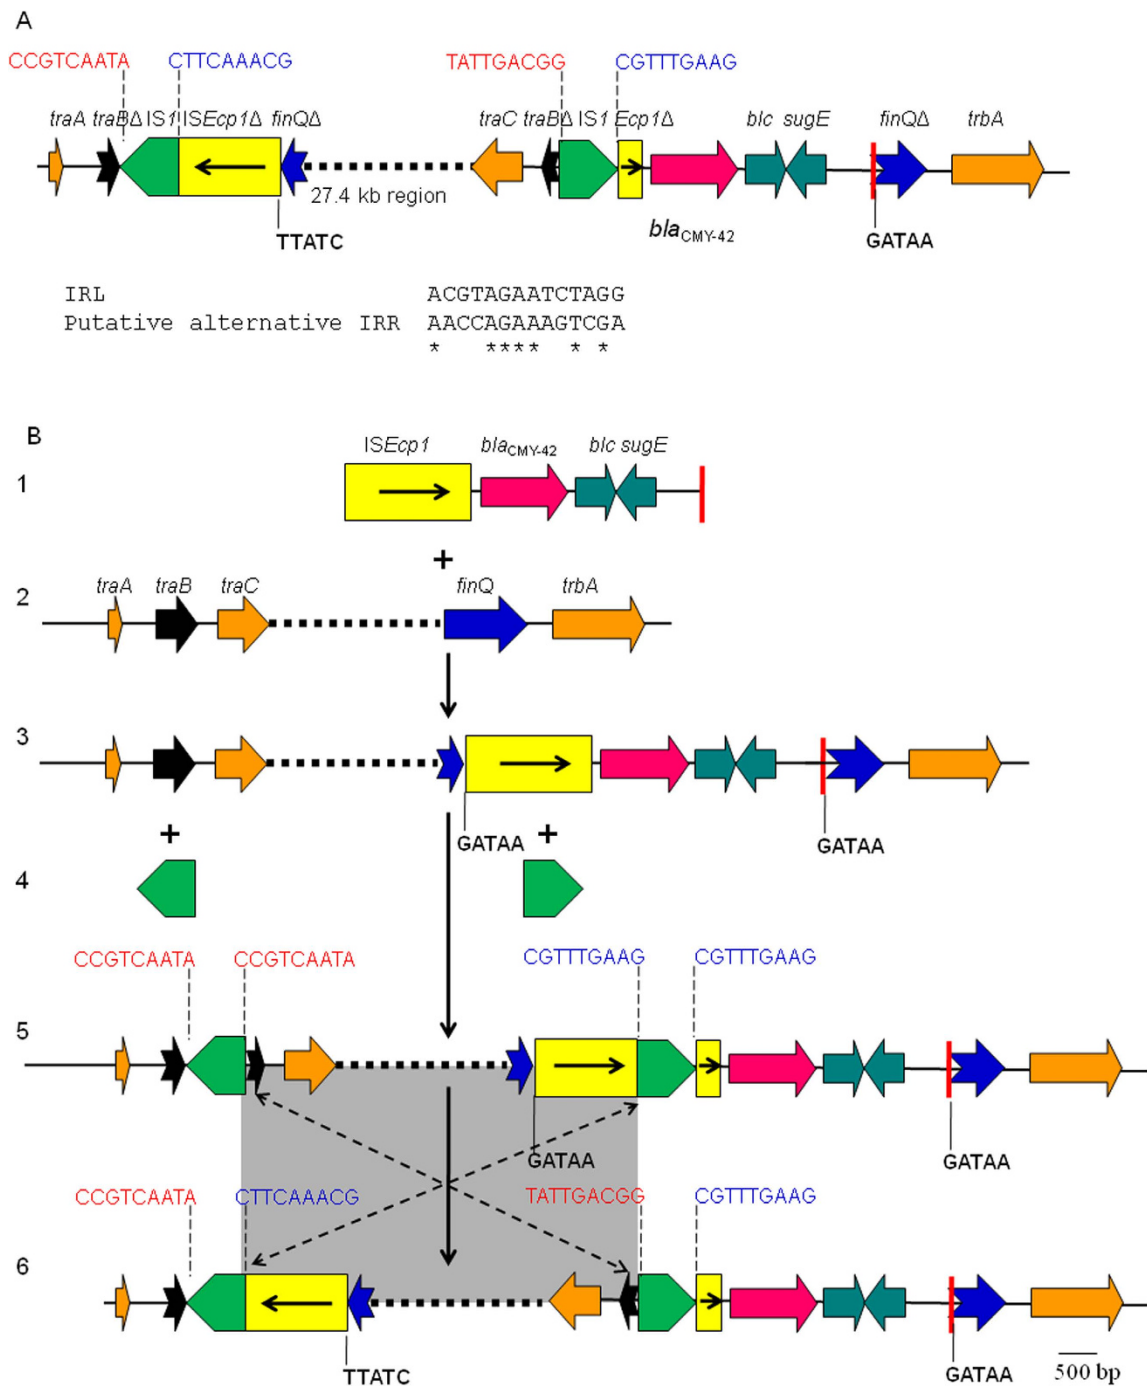 A
CCGTCAATA CTTCAAACG TATTGACGG CGTTTGAAG
traA traBΔ IS1 ISEcp1Δ finQΔ traC traBΔ IS1 Ecp1Δ blc sugE finQΔ trbA
27.4 kb region
blaCMY-42
TTATC GATAA
IRL ACGTAGAATCTAGG
Putative alternative IRR AACCAGAAAGTCGA
* **** * *
B
ISEcp1 blaCMY-42 blc sugE
1
+
traA traB traC finQ trbA
2
3
GATAA GATAA
+ +
4
CCGTCAATA CCGTCAATA CGTTTGAAG CGTTTGAAG
5
GATAA GATAA
CCGTCAATA CTTCAAACG TATTGACGG CGTTTGAAG
6
TTATC GATAA
500 bp